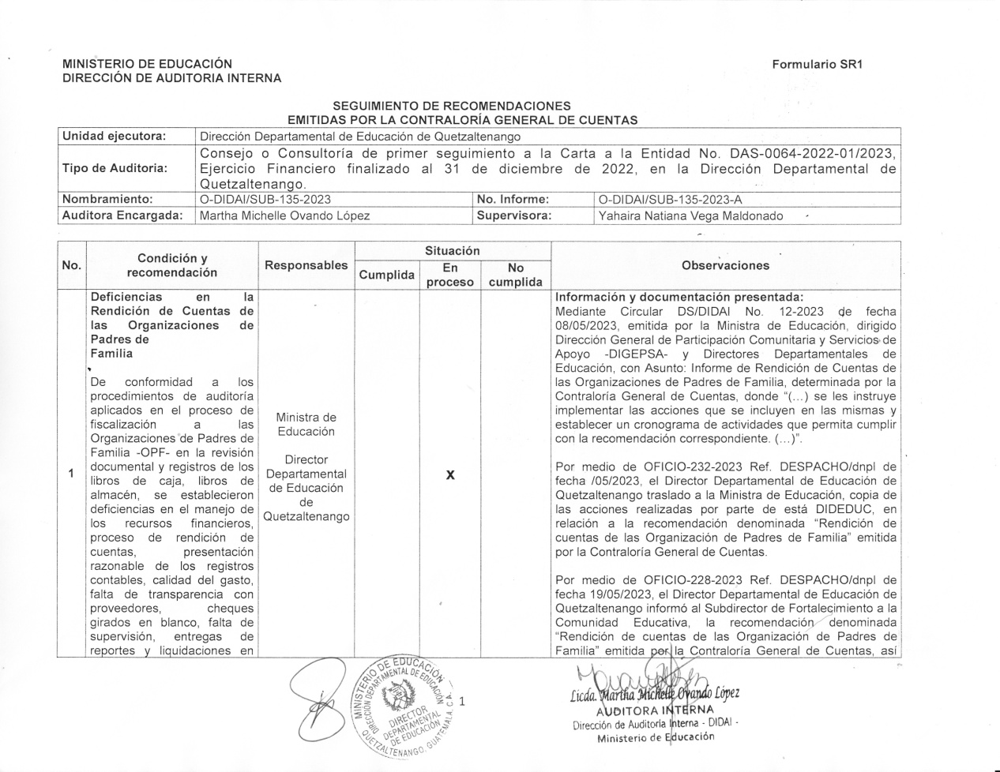 MINISTERIO DE EDUCACIÓN
DIRECCIÓN DE AUDITORIA INTERNA
Formulario SR1
SEGUIMIENTO DE RECOMENDACIONES
EMITIDAS POR LA CONTRALORÍA GENERAL DE CUENTAS
Unidad ejecutora: Dirección Departamental de Educación de Quetzaltenango
Tipo de Auditoria: Consejo o Consultoría de primer seguimiento a la Carta a la Entidad No. DAS-0064-2022-01/2023,
Ejercicio Financiero finalizado al 31 de diciembre de 2022, en la Dirección Departamental de
Quetzaltenango.
Nombramiento: O-DIDAI/SUB-135-2023 No. Informe: O-DIDAI/SUB-135-2023-A
Auditora Encargada: Martha Michelle Ovando López Supervisora: Yahaira Natiana Vega Maldonado
No.
Condición y
recomendación
Responsables
Situación
Cumplida
En
proceso
No
cumplida
Observaciones
1
Deficiencias en la
Rendición de Cuentas de
las Organizaciones de
Padres de
Familia
De conformidad a los
procedimientos de auditoría
aplicados en el proceso de
fiscalización a las
Organizaciones de Padres de
Familia -OPF- en la revisión
documental y registros de los
libros de caja, libros de
almacén, se establecieron
deficiencias en el manejo de
los recursos financieros,
proceso de rendición de
cuentas, presentación
razonable de los registros
contables, calidad del gasto,
falta de transparencia con
proveedores, cheques
girados en blanco, falta de
supervisión, entregas de
reportes y liquidaciones en
Ministra de
Educación
Director
Departamental
de Educación
de
Quetzaltenango
X
Información y documentación presentada:
Mediante Circular DS/DIDAI No. 12-2023 de fecha
08/05/2023, emitida por la Ministra de Educación, dirigido
Dirección General de Participación Comunitaria y Servicios de
Apoyo -DIGEPSA- y Directores Departamentales de
Educación, con Asunto: Informe de Rendición de Cuentas de
las Organizaciones de Padres de Familia, determinada por la
Contraloría General de Cuentas, donde “(...) se les instruye
implementar las acciones que se incluyen en las mismas y
establecer un cronograma de actividades que permita cumplir
con la recomendación correspondiente. (...)”.
Por medio de OFICIO-232-2023 Ref. DESPACHO/dnpl de
fecha /05/2023, el Director Departamental de Educación de
Quetzaltenango traslado a la Ministra de Educación, copia de
las acciones realizadas por parte de está DIDEDUC, en
relación a la recomendación denominada “Rendición de
cuentas de las Organización de Padres de Familia” emitida
por la Contraloría General de Cuentas.
Por medio de OFICIO-228-2023 Ref. DESPACHO/dnpl de
fecha 19/05/2023, el Director Departamental de Educación de
Quetzaltenango informó al Subdirector de Fortalecimiento a la
Comunidad Educativa, la recomendación denominada
“Rendición de cuentas de las Organización de Padres de
Familia” emitida por la Contraloría General de Cuentas, así
MINISTERIO DE EDUCACIÓN
DIRECCIÓN DEPARTAMENTAL DE EDUCACIÓN
DIRECTOR
DEPARTAMENTAL
DE EDUCACIÓN
QUETZALTENANGO, GUATEMALA, C.A.
1
Licda. Martha Michelle Ovando López
AUDITORA INTERNA
Dirección de Auditoría Interna - DIDAI -
Ministerio de Educación